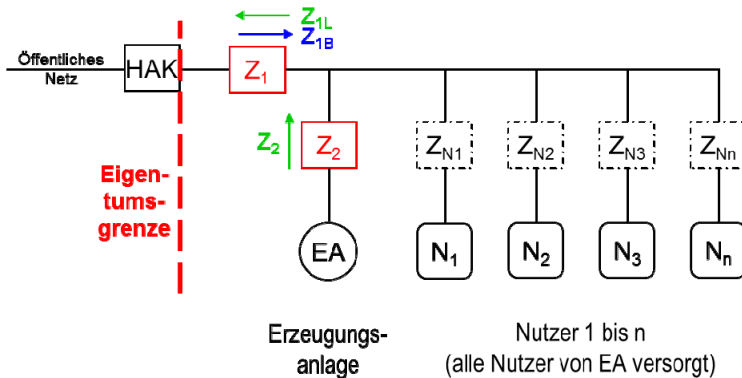 Z1L
Z1B
Öffentliches
Netz
HAK
Z1
Z2
Z2
ZN1
ZN2
ZN3
ZNn
Eigen-
tums-
grenze
EA
N1
N2
N3
Nn
Erzeugungs-
anlage
Nutzer 1 bis n
(alle Nutzer von EA versorgt)